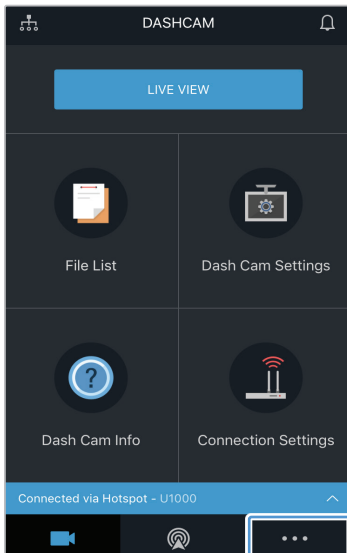 DASHCAM
LIVE VIEW
File List
Dash Cam Settings
Dash Cam Info
Connection Settings
Connected via Hotspot - U1000